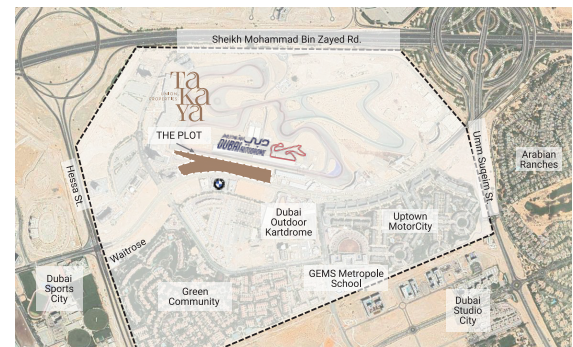 Sheikh Mohammad Bin Zayed Rd.
Ta
ka
ya
THE PLOT
DUBAI AUTODROME
Hessa St.
Umm Suqeim St.
Arabian
Ranches
Dubai
Outdoor
Kartdrome
Uptown
MotorCity
Waitrose
GEMS Metropole
School
Dubai
Sports
City
Green
Community
Dubai
Studio
City